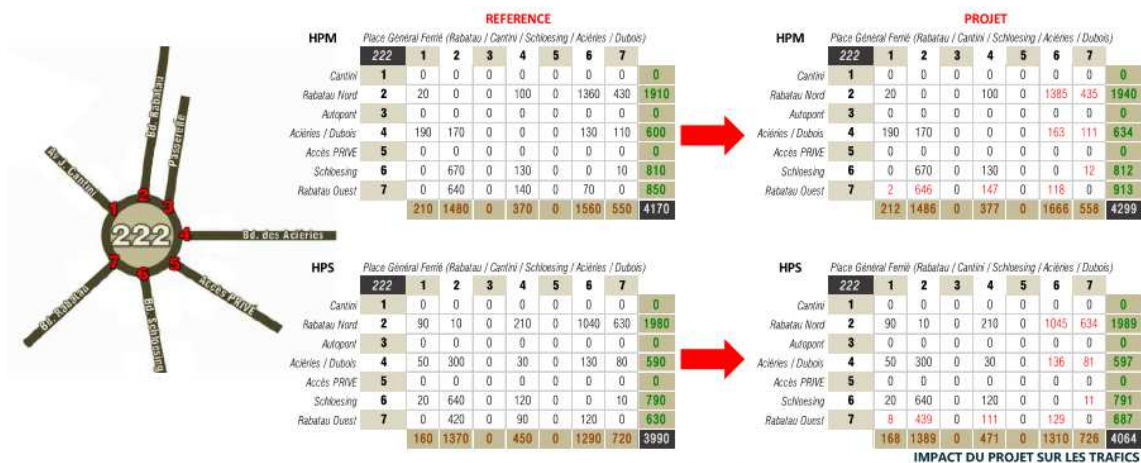 REFERENCE
PROJET
HPM Place Général Ferrié (Rabatau / Cantini / Schloesing / Aciéries / Dubois)
222 1 2 3 4 5 6 7
Cantini 1 0 0 0 0 0 0 0 0
Rabatau Nord 2 20 0 0 100 0 1360 430 1910
Autopont 3 0 0 0 0 0 0 0 0
Aciéries / Dubois 4 190 170 0 0 0 130 110 600
Accès PRIVE 5 0 0 0 0 0 0 0 0
Schloesing 6 0 670 0 130 0 0 10 810
Rabatau Ouest 7 0 640 0 140 0 70 0 850
210 1480 0 370 0 1560 550 4170
HPM Place Général Ferrié (Rabatau / Cantini / Schloesing / Aciéries / Dubois)
222 1 2 3 4 5 6 7
Cantini 1 0 0 0 0 0 0 0 0
Rabatau Nord 2 20 0 0 100 0 1385 435 1940
Autopont 3 0 0 0 0 0 0 0 0
Aciéries / Dubois 4 190 170 0 0 0 163 111 634
Accès PRIVE 5 0 0 0 0 0 0 0 0
Schloesing 6 0 670 0 130 0 0 12 812
Rabatau Ouest 7 2 646 0 147 0 118 0 913
212 1486 0 377 0 1666 558 4299
Bd. Rabatau
Passerelle
Av J. Cantini
1 2 3 4 5 6 7
222
Bd. des Aciéries
Accès PRIVÉ
Bd. Schloesing
Bd. Rabatau
HPS Place Général Ferrié (Rabatau / Cantini / Schloesing / Aciéries / Dubois)
222 1 2 3 4 5 6 7
Cantini 1 0 0 0 0 0 0 0 0
Rabatau Nord 2 90 10 0 210 0 1040 630 1980
Autopont 3 0 0 0 0 0 0 0 0
Aciéries / Dubois 4 50 300 0 30 0 130 80 590
Accès PRIVE 5 0 0 0 0 0 0 0 0
Schloesing 6 20 640 0 120 0 0 10 790
Rabatau Ouest 7 0 420 0 90 0 120 0 630
160 1370 0 450 0 1290 720 3990
HPS Place Général Ferrié (Rabatau / Cantini / Schloesing / Aciéries / Dubois)
222 1 2 3 4 5 6 7
Cantini 1 0 0 0 0 0 0 0 0
Rabatau Nord 2 90 10 0 210 0 1045 634 1989
Autopont 3 0 0 0 0 0 0 0 0
Aciéries / Dubois 4 50 300 0 30 0 136 81 597
Accès PRIVE 5 0 0 0 0 0 0 0 0
Schloesing 6 20 640 0 120 0 0 11 791
Rabatau Ouest 7 8 439 0 111 0 129 0 687
168 1389 0 471 0 1310 726 4064
IMPACT DU PROJET SUR LES TRAFICS